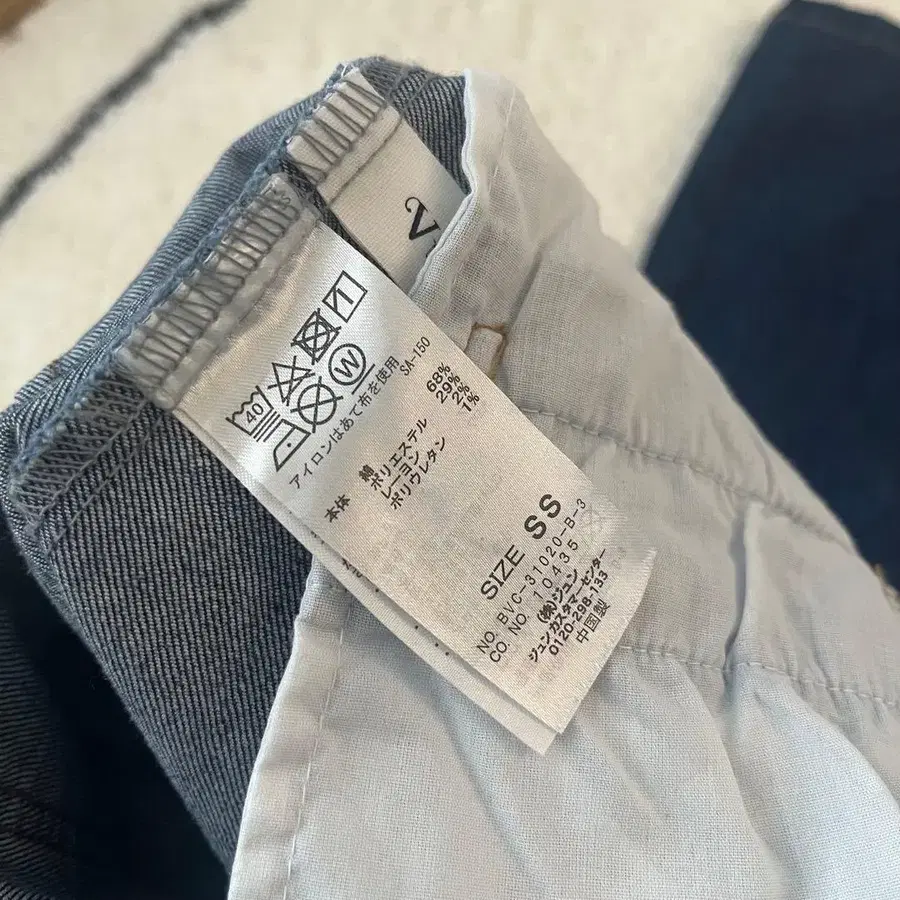 V
40
W
アイロンはあて布を使用
SA-150
本体 綿 68%
ポリエステル 29%
レーヨン 2%
ポリウレタン 1%
SIZE SS
NO. BVC-31020-B-3
CO. NO. 10435
(株)ジュン
ジュンカスタマーセンター
0120-298-133
中国製